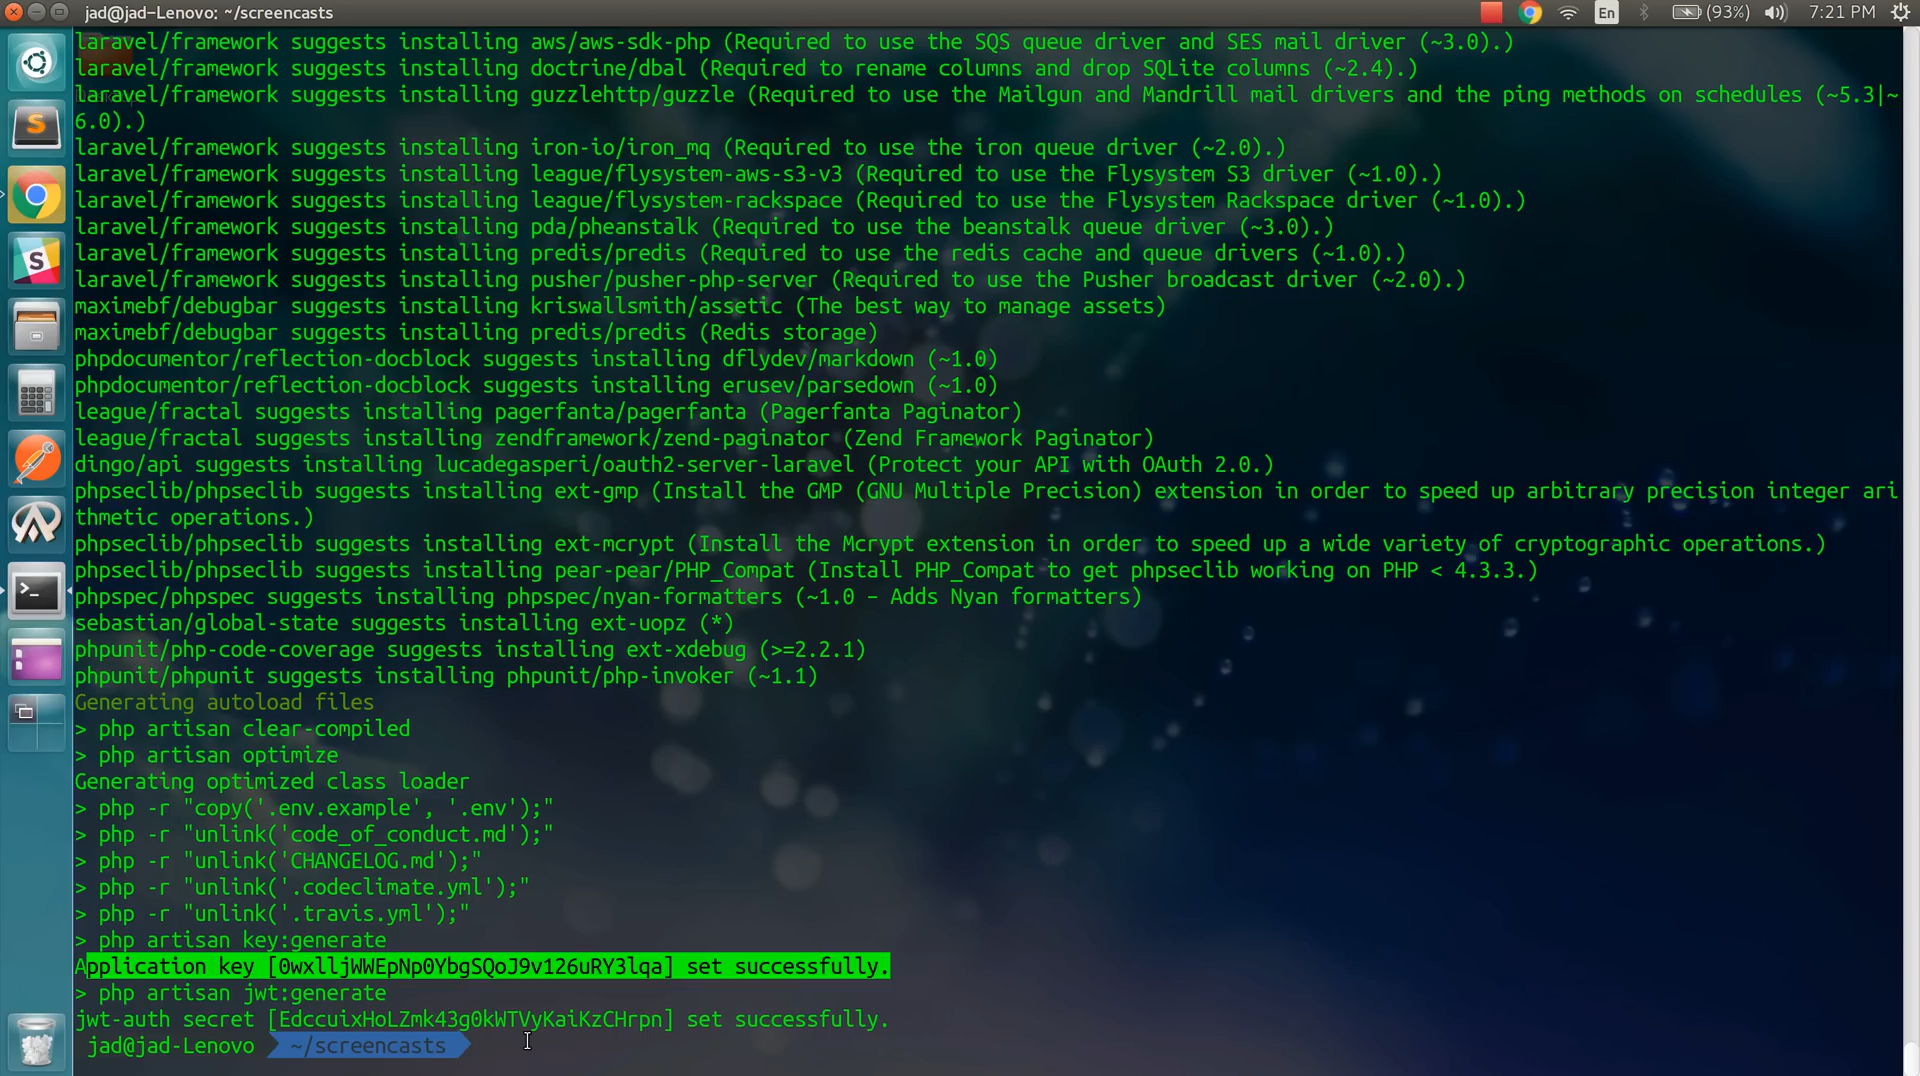 jad@jad-Lenovo: ~/screencasts
En
(93%)
7:21 PM
laravel/framework suggests installing aws/aws-sdk-php (Required to use the SQS queue driver and SES mail driver (~3.0).)
laravel/framework suggests installing doctrine/dbal (Required to rename columns and drop SQLite columns (~2.4).)
laravel/framework suggests installing guzzlehttp/guzzle (Required to use the Mailgun and Mandrill mail drivers and the ping methods on schedules (~5.3|~
6.0).)
laravel/framework suggests installing iron-io/iron_mq (Required to use the iron queue driver (~2.0).)
laravel/framework suggests installing league/flysystem-aws-s3-v3 (Required to use the Flysystem S3 driver (~1.0).)
laravel/framework suggests installing league/flysystem-rackspace (Required to use the Flysystem Rackspace driver (~1.0).)
laravel/framework suggests installing pda/pheanstalk (Required to use the beanstalk queue driver (~3.0).)
laravel/framework suggests installing predis/predis (Required to use the redis cache and queue drivers (~1.0).)
laravel/framework suggests installing pusher/pusher-php-server (Required to use the Pusher broadcast driver (~2.0).)
maximebf/debugbar suggests installing kriswallsmith/assetic (The best way to manage assets)
maximebf/debugbar suggests installing predis/predis (Redis storage)
phpdocumentor/reflection-docblock suggests installing dflydev/markdown (~1.0)
phpdocumentor/reflection-docblock suggests installing erusev/parsedown (~1.0)
league/fractal suggests installing pagerfanta/pagerfanta (Pagerfanta Paginator)
league/fractal suggests installing zendframework/zend-paginator (Zend Framework Paginator)
dingo/api suggests installing lucadegasperi/oauth2-server-laravel (Protect your API with OAuth 2.0.)
phpseclib/phpseclib suggests installing ext-gmp (Install the GMP (GNU Multiple Precision) extension in order to speed up arbitrary precision integer ari
thmetic operations.)
phpseclib/phpseclib suggests installing ext-mcrypt (Install the Mcrypt extension in order to speed up a wide variety of cryptographic operations.)
phpseclib/phpseclib suggests installing pear-pear/PHP_Compat (Install PHP_Compat to get phpseclib working on PHP < 4.3.3.)
phpspec/phpspec suggests installing phpspec/nyan-formatters (~1.0 – Adds Nyan formatters)
sebastian/global-state suggests installing ext-uopz (*)
phpunit/php-code-coverage suggests installing ext-xdebug (>=2.2.1)
phpunit/phpunit suggests installing phpunit/php-invoker (~1.1)
Generating autoload files
> php artisan clear-compiled
> php artisan optimize
Generating optimized class loader
> php -r "copy('.env.example', '.env');"
> php -r "unlink('code_of_conduct.md');"
> php -r "unlink('CHANGELOG.md');"
> php -r "unlink('.codeclimate.yml');"
> php -r "unlink('.travis.yml');"
> php artisan key:generate
Application key [0wxlljWWEpNp0YbgSQoJ9v126uRY3lqa] set successfully.
> php artisan jwt:generate
jwt-auth secret [EdccuixHoLZmk43g0kWTVyKaiKzCHrpn] set successfully.
jad@jad-Lenovo ~/screencasts